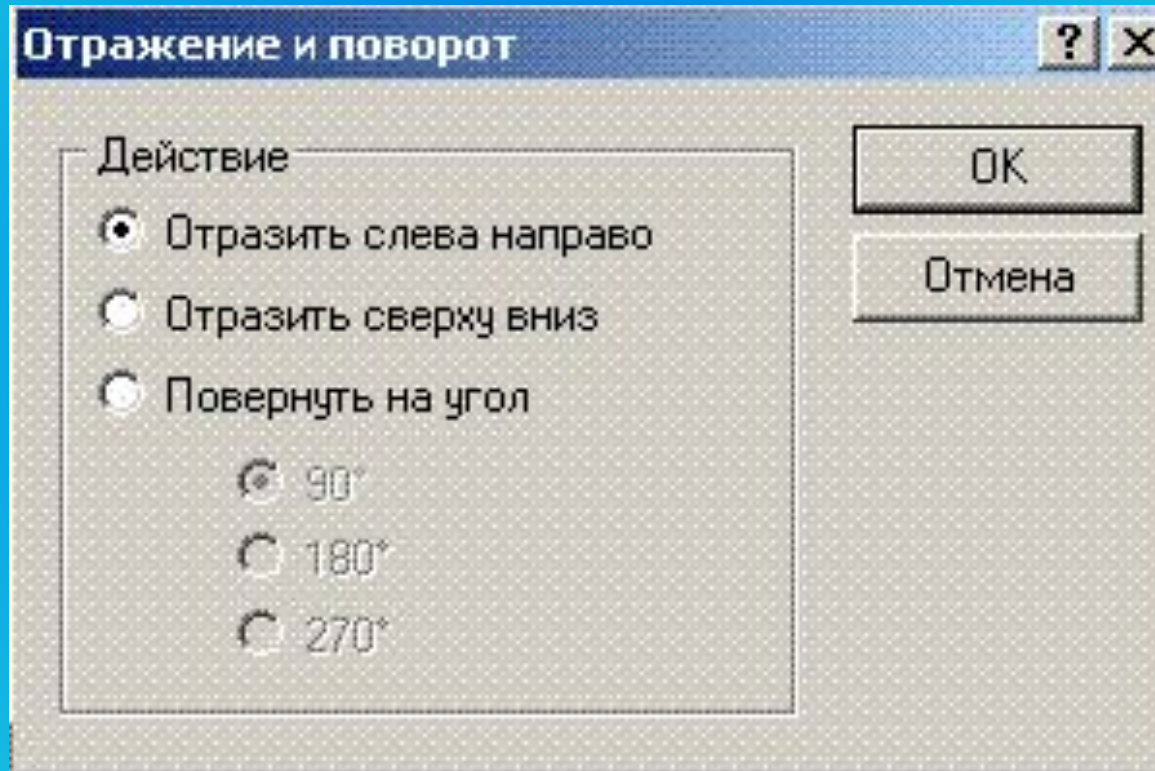 Отражение и поворот
Действие
Отразить слева направо
Отразить сверху вниз
Повернуть на угол
90°
180°
270°
OK
Отмена